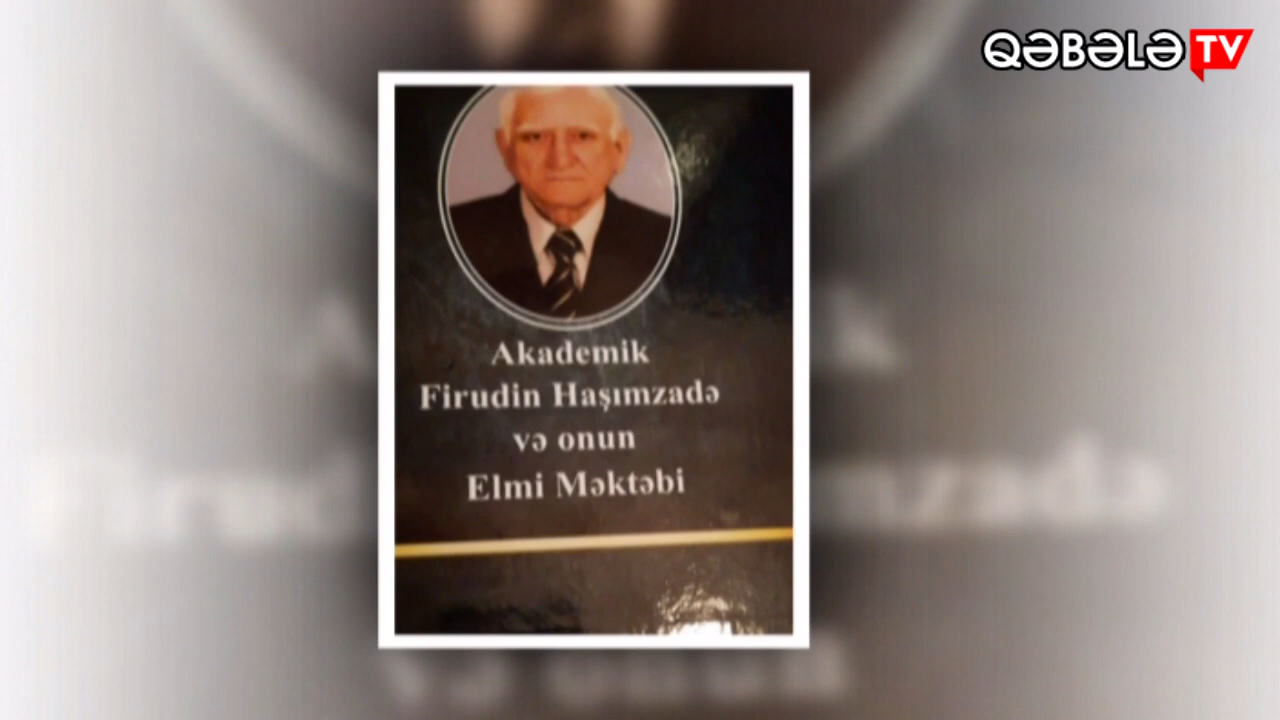 QƏBƏLƏ TV
Akademik
Firudin Haşımzadə
və onun
Elmi Məktəbi